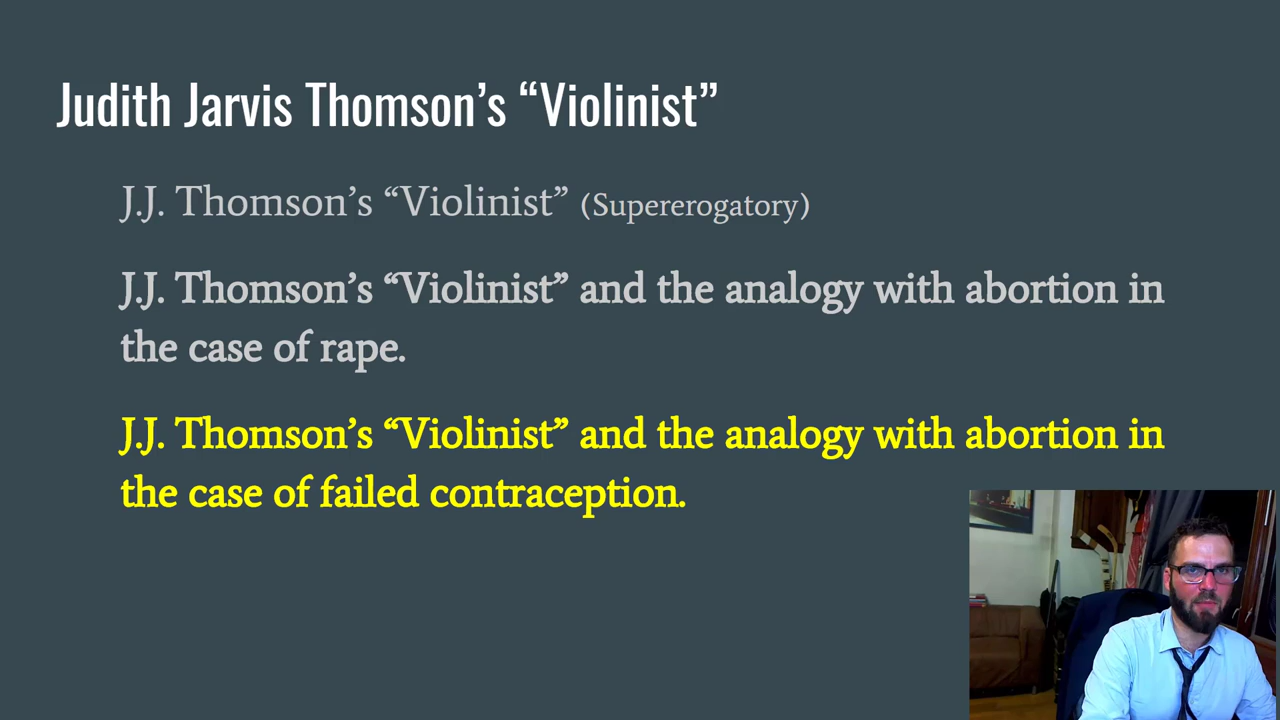 Judith Jarvis Thomson’s “Violinist”
J.J. Thomson’s “Violinist” (Supererogatory)
J.J. Thomson’s “Violinist” and the analogy with abortion in
the case of rape.
J.J. Thomson’s “Violinist” and the analogy with abortion in
the case of failed contraception.